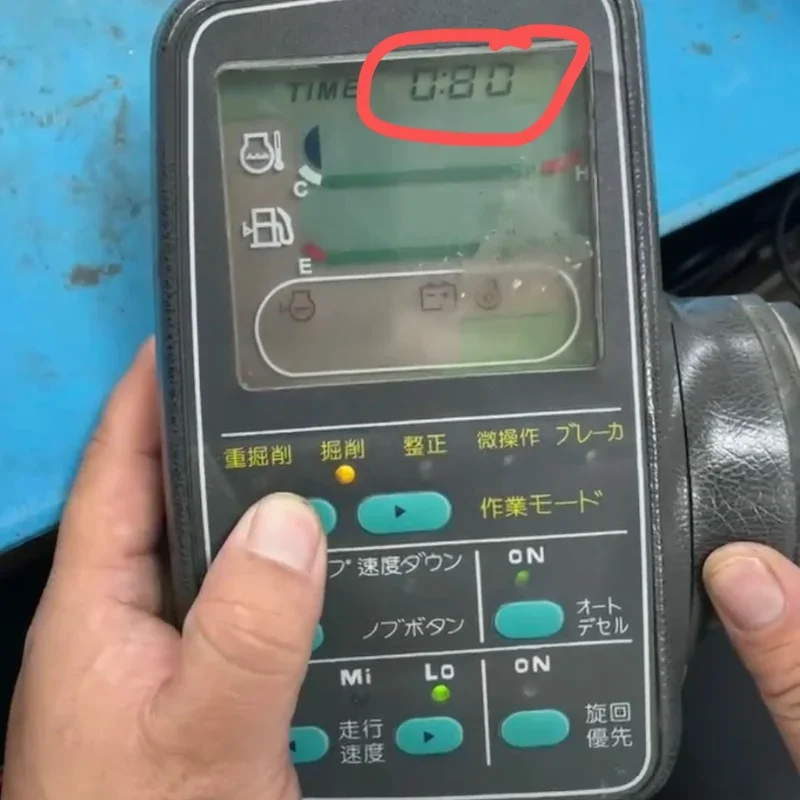 TIME 0:80
C H
E
重掘削 掘削 整正 微操作 ブレーカ
作業モード
プ 速度ダウン ON
ノブボタン オート
デセル
Mi Lo ON
走行
速度
旋回
優先